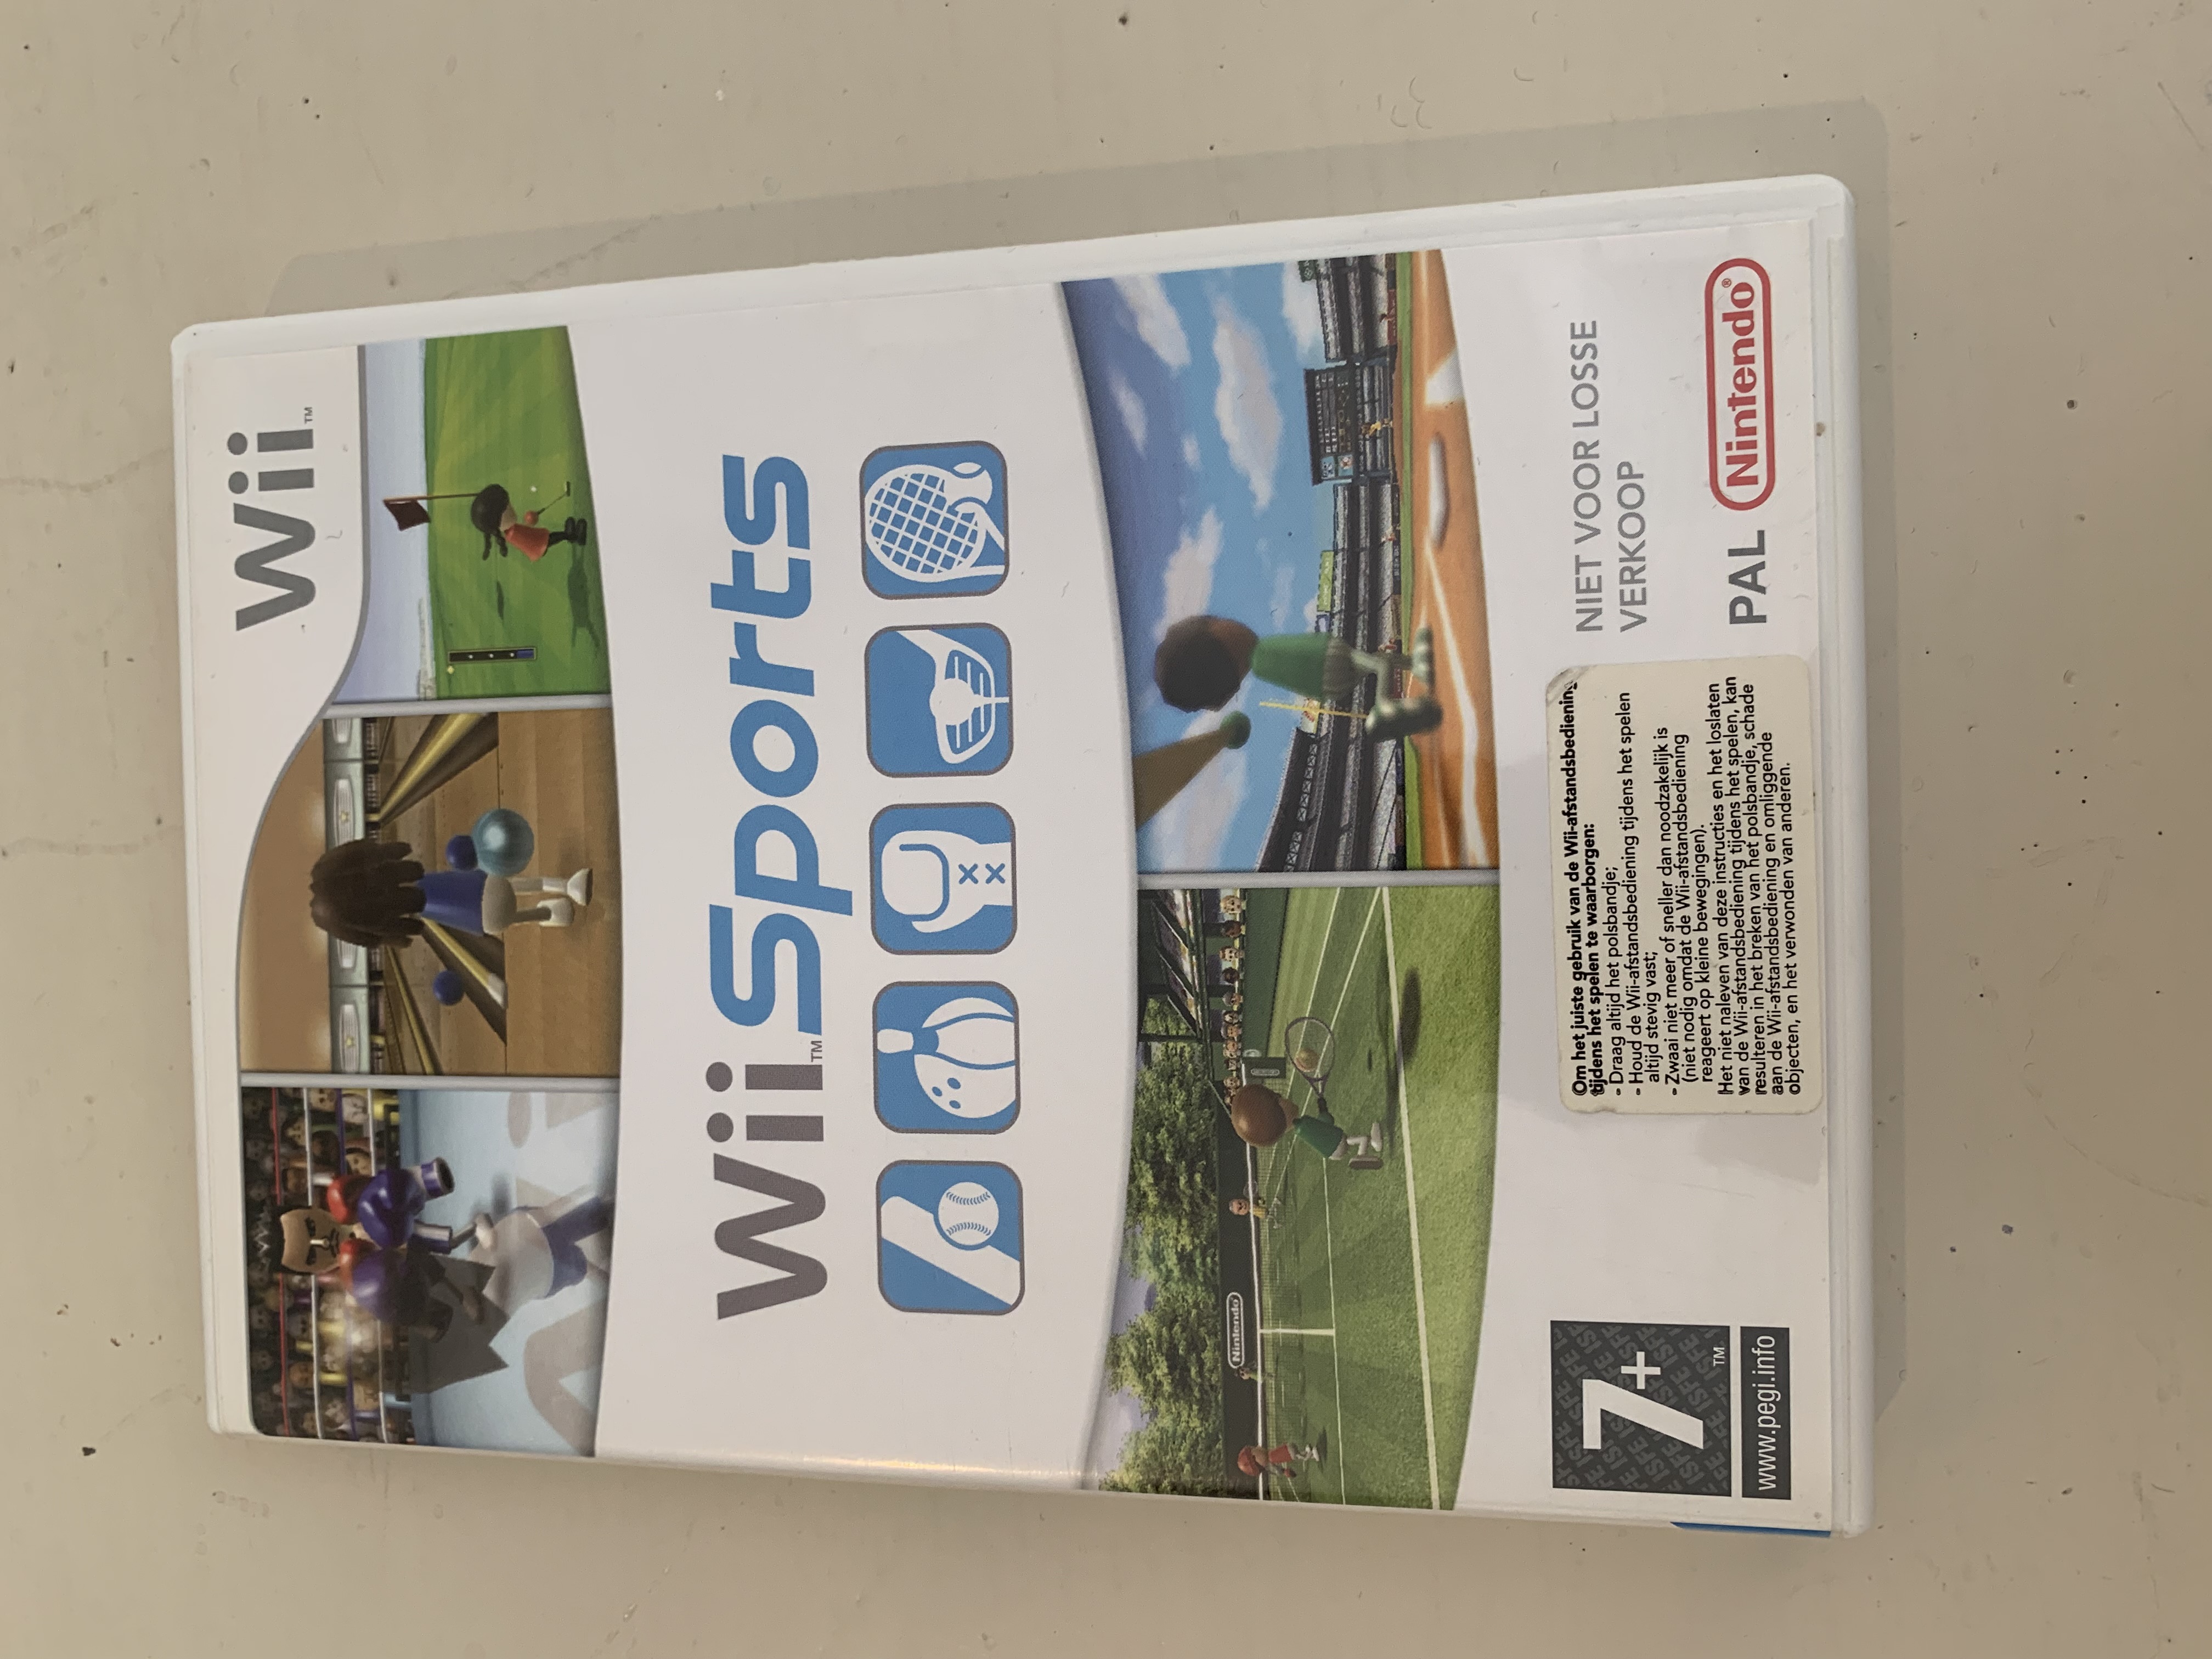 Wii™
Wii™Sports
Nintendo
7+
™
www.pegi.info
Om het juiste gebruik van de Wii-afstandsbediening
tijdens het spelen te waarborgen:
- Draag altijd het polsbandje;
- Houd de Wii-afstandsbediening tijdens het spelen
altijd stevig vast;
- Zwaai niet meer of sneller dan noodzakelijk is
(niet nodig omdat de Wii-afstandsbediening
reageert op kleine bewegingen).
Het niet naleven van deze instructies en het loslaten
van de Wii-afstandsbediening tijdens het spelen, kan
resulteren in het breken van het polsbandje, schade
aan de Wii-afstandsbediening en omliggende
objecten, en het verwonden van anderen.
NIET VOOR LOSSE
VERKOOP
PAL Nintendo®